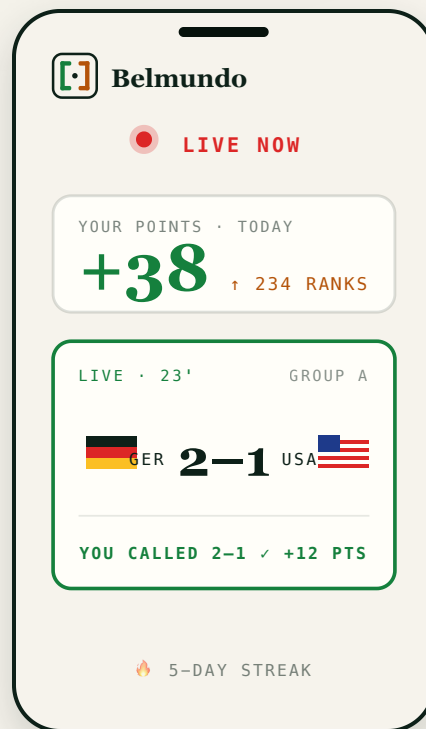 Belmundo
LIVE NOW
YOUR POINTS · TODAY
+38 ↑ 234 RANKS
LIVE · 23' GROUP A
GER 2–1 USA
YOU CALLED 2–1 ✓ +12 PTS
🔥 5-DAY STREAK